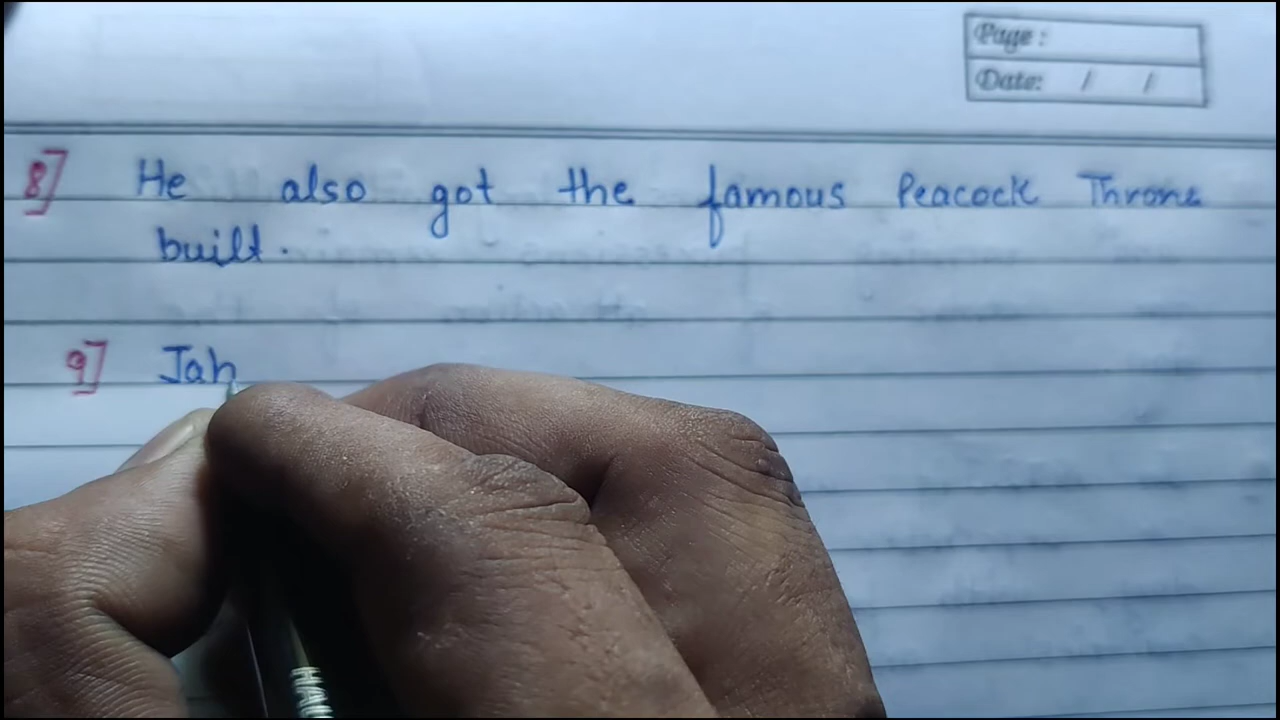 Page :
Date: / /
8] He also got the famous Peacock Throne
built.
9] Jah